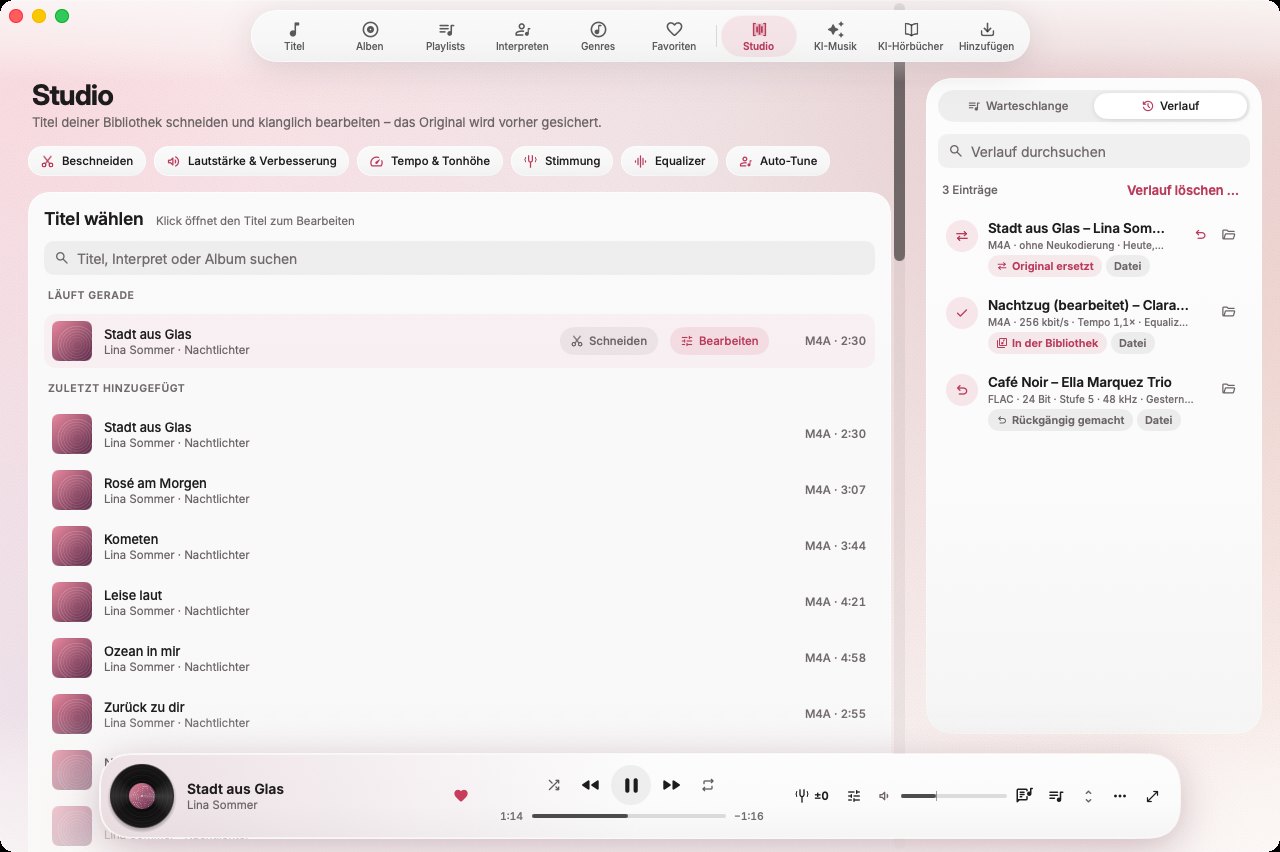 Titel
Alben
Playlists
Interpreten
Genres
Favoriten
Studio
KI-Musik
KI-Hörbücher
Hinzufügen
Studio
Titel deiner Bibliothek schneiden und klanglich bearbeiten – das Original wird vorher gesichert.
Beschneiden
Lautstärke & Verbesserung
Tempo & Tonhöhe
Stimmung
Equalizer
Auto-Tune
Titel wählen
Klick öffnet den Titel zum Bearbeiten
Titel, Interpret oder Album suchen
LÄUFT GERADE
Stadt aus Glas
Lina Sommer · Nachtlichter
Schneiden
Bearbeiten
M4A · 2:30
ZULETZT HINZUGEFÜGT
Stadt aus Glas
Lina Sommer · Nachtlichter
M4A · 2:30
Rosé am Morgen
Lina Sommer · Nachtlichter
M4A · 3:07
Kometen
Lina Sommer · Nachtlichter
M4A · 3:44
Leise laut
Lina Sommer · Nachtlichter
M4A · 4:21
Ozean in mir
Lina Sommer · Nachtlichter
M4A · 4:58
Zurück zu dir
Lina Sommer · Nachtlichter
M4A · 2:55
Warteschlange
Verlauf
Verlauf durchsuchen
3 Einträge
Verlauf löschen ...
Stadt aus Glas – Lina Som...
M4A · ohne Neukodierung · Heute,...
Original ersetzt
Datei
Nachtzug (bearbeitet) – Clara...
M4A · 256 kbit/s · Tempo 1,1× · Equaliz...
In der Bibliothek
Datei
Café Noir – Ella Marquez Trio
FLAC · 24 Bit · Stufe 5 · 48 kHz · Gestern...
Rückgängig gemacht
Datei
Stadt aus Glas
Lina Sommer
1:14
−1:16
±0